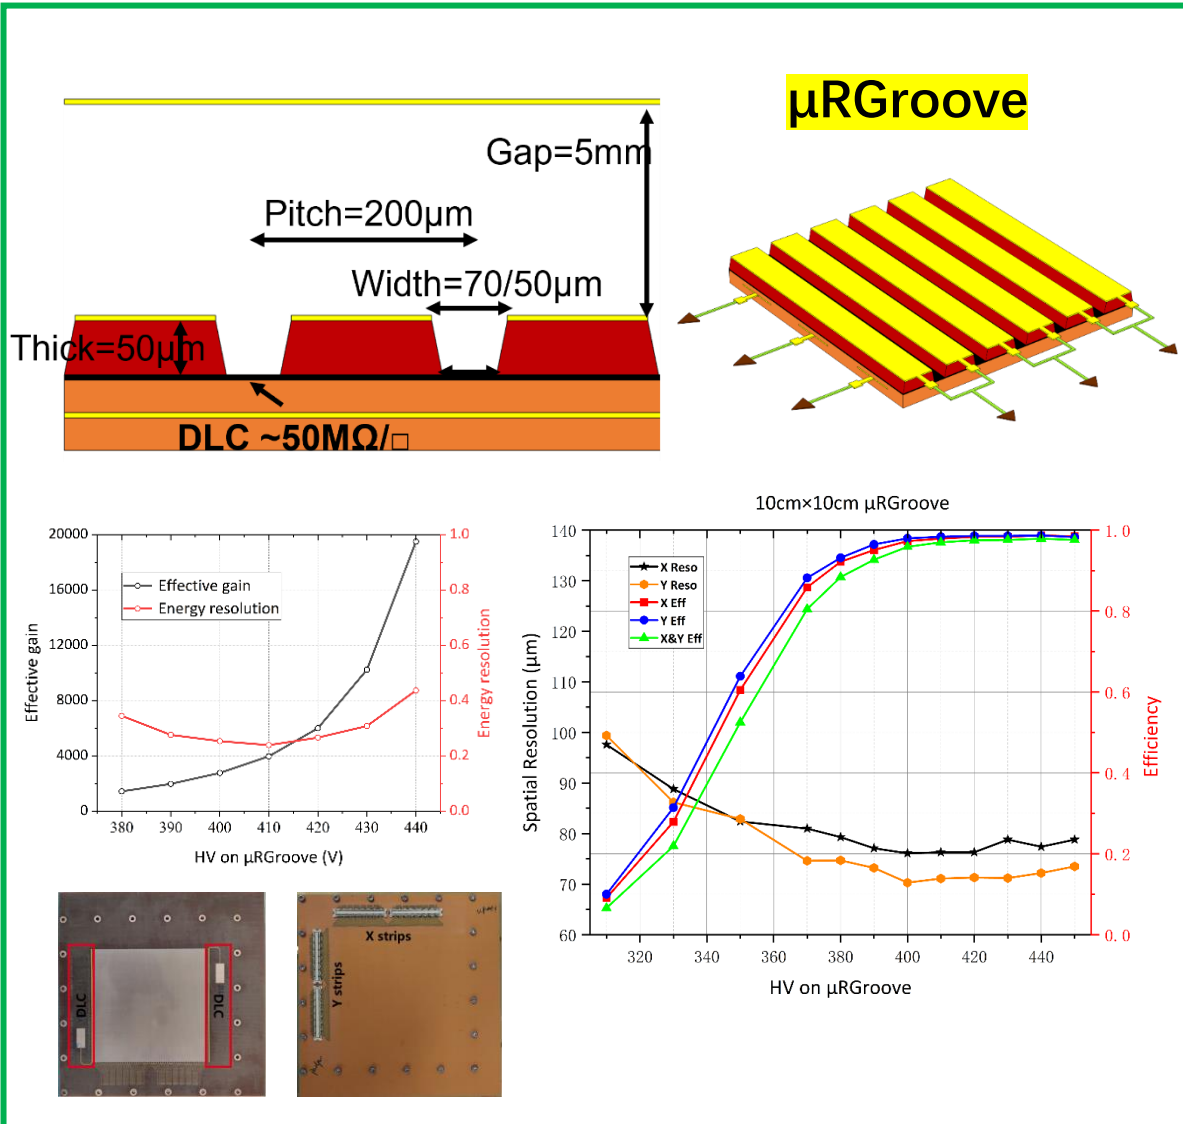 μRGroove
Gap=5mm
Pitch=200μm
Width=70/50μm
Thick=50μm
DLC ~50MΩ/□
10cm×10cm μRGroove
20000
16000
12000
8000
4000
0
1.0
0.8
0.6
0.4
0.2
0.0
Effective gain
Energy resolution
Effective gain
Energy resolution
380 390 400 410 420 430 440
HV on μRGroove (V)
140
130
120
110
100
90
80
70
60
X Reso
Y Reso
X Eff
Y Eff
X&Y Eff
1.0
0.8
0.6
0.4
0.2
0.0
Spatial Resolution (μm)
Efficiency
320 340 360 380 400 420 440
HV on μRGroove
DLC
DLC
X strips
Y strips